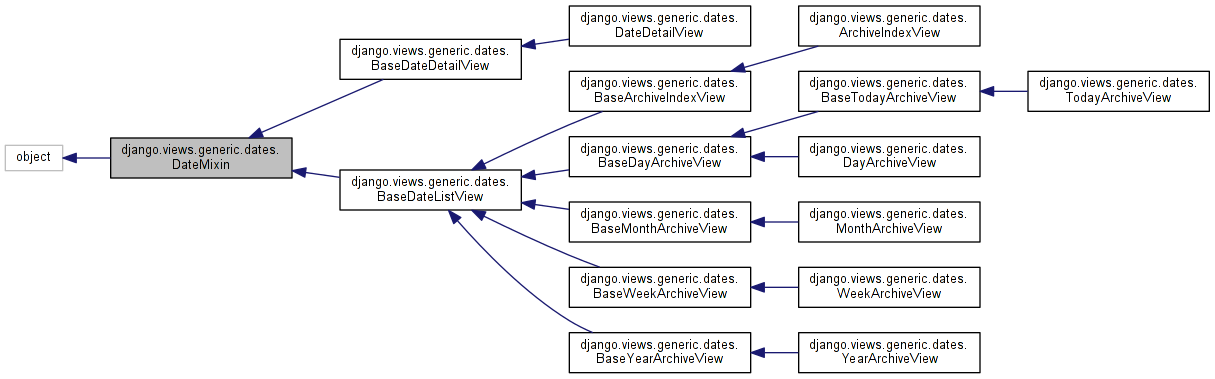 object
django.views.generic.dates.
DateMixin
django.views.generic.dates.
BaseDateDetailView
django.views.generic.dates.
BaseDateListView
django.views.generic.dates.
DateDetailView
django.views.generic.dates.
BaseArchiveIndexView
django.views.generic.dates.
BaseDayArchiveView
django.views.generic.dates.
BaseMonthArchiveView
django.views.generic.dates.
BaseWeekArchiveView
django.views.generic.dates.
BaseYearArchiveView
django.views.generic.dates.
ArchiveIndexView
django.views.generic.dates.
BaseTodayArchiveView
django.views.generic.dates.
DayArchiveView
django.views.generic.dates.
MonthArchiveView
django.views.generic.dates.
WeekArchiveView
django.views.generic.dates.
YearArchiveView
django.views.generic.dates.
TodayArchiveView